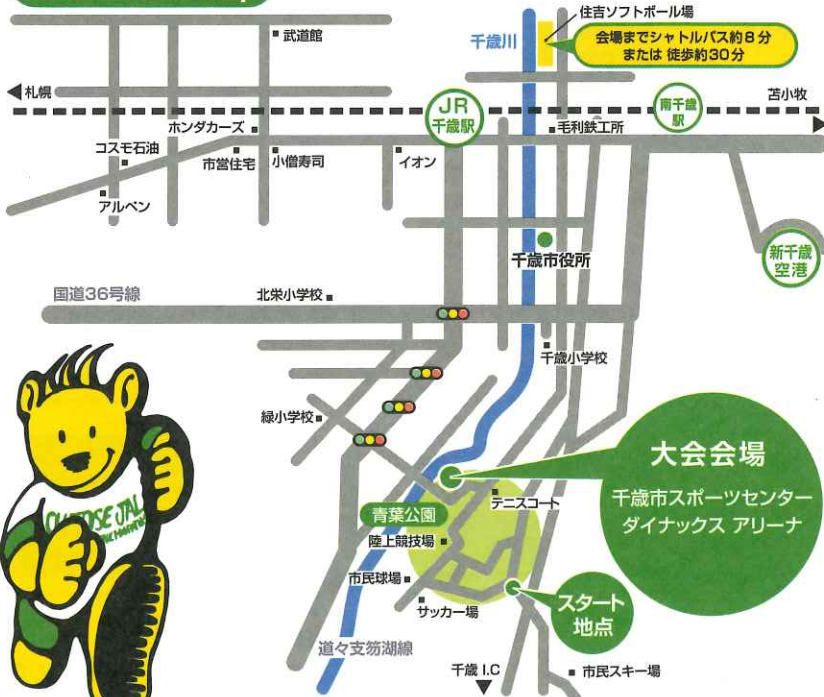 住吉ソフトボール場
武道館
千歳川
会場までシャトルバス約8分
または 徒歩約30分
札幌
JR
千歳駅
南千歳
駅
苫小牧
ホンダカーズ
毛利鉄工所
コスモ石油
市営住宅
小僧寿司
イオン
アルペン
千歳市役所
新千歳
空港
国道36号線
北栄小学校
千歳小学校
緑小学校
大会会場
千歳市スポーツセンター
ダイナックス アリーナ
テニスコート
青葉公園
陸上競技場
市民球場
サッカー場
スタート
地点
道々支笏湖線
千歳 I.C
市民スキー場